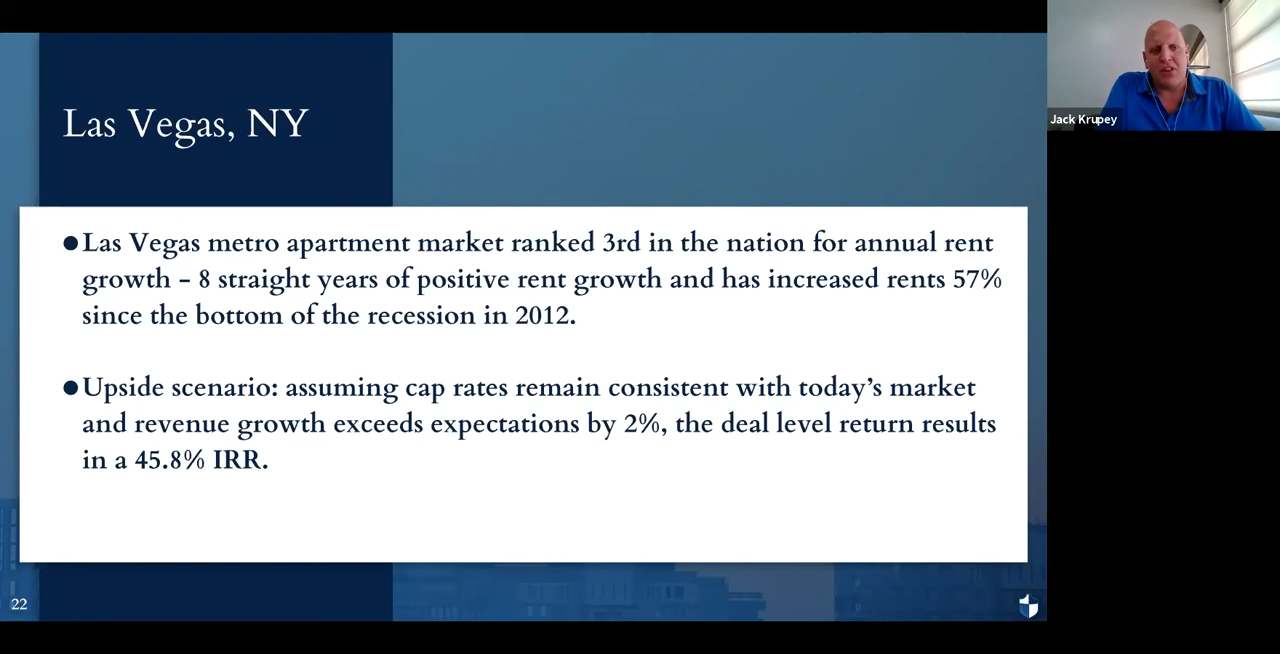 Las Vegas, NY
●Las Vegas metro apartment market ranked 3rd in the nation for annual rent
growth – 8 straight years of positive rent growth and has increased rents 57%
since the bottom of the recession in 2012.
●Upside scenario: assuming cap rates remain consistent with today’s market
and revenue growth exceeds expectations by 2%, the deal level return results
in a 45.8% IRR.
22
Jack Krupey